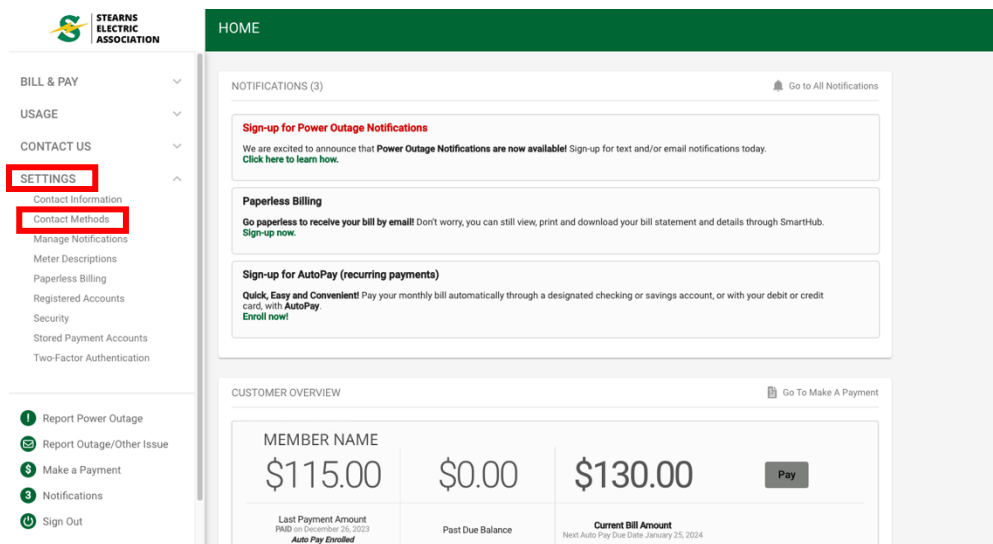 STEARNS
ELECTRIC
ASSOCIATION
HOME
BILL & PAY
USAGE
CONTACT US
SETTINGS
Contact Information
Contact Methods
Manage Notifications
Meter Descriptions
Paperless Billing
Registered Accounts
Security
Stored Payment Accounts
Two-Factor Authentication
! Report Power Outage
Report Outage/Other Issue
$ Make a Payment
3 Notifications
Sign Out
NOTIFICATIONS (3)
Go to All Notifications
Sign-up for Power Outage Notifications
We are excited to announce that Power Outage Notifications are now available! Sign-up for text and/or email notifications today.
Click here to learn how.
Paperless Billing
Go paperless to receive your bill by email! Don't worry, you can still view, print and download your bill statement and details through SmartHub.
Sign-up now.
Sign-up for AutoPay (recurring payments)
Quick, Easy and Convenient! Pay your monthly bill automatically through a designated checking or savings account, or with your debit or credit
card, with AutoPay.
Enroll now!
CUSTOMER OVERVIEW
Go To Make A Payment
MEMBER NAME
$115.00
Last Payment Amount
PAID on December 26, 2023
Auto Pay Enrolled
$0.00
Past Due Balance
$130.00
Current Bill Amount
Next Auto Pay Due Date January 25, 2024
Pay